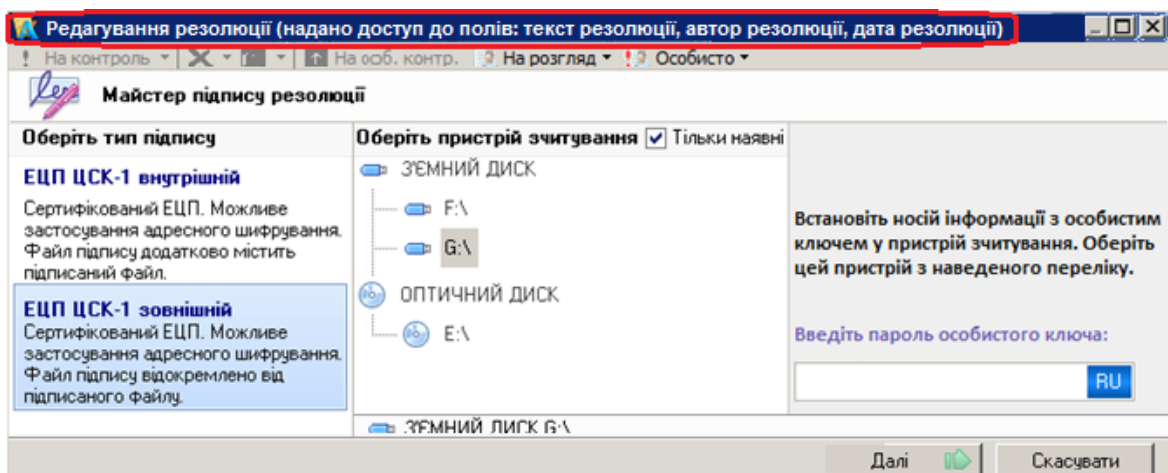 Редагування резолюції (надано доступ до полів: текст резолюції, автор резолюції, дата резолюції)
На контроль На особ. контр. На розгляд Особисто
Майстер підпису резолюції
Оберіть тип підпису
ЕЦП ЦСК-1 внутрішній
Сертифікований ЕЦП. Можливе
застосування адресного шифрування.
Файл підпису додатково містить
підписаний файл.
ЕЦП ЦСК-1 зовнішній
Сертифікований ЕЦП. Можливе
застосування адресного шифрування.
Файл підпису відокремлено від
підписаного файлу.
Оберіть пристрій зчитування Тільки наявні
З'ЄМНИЙ ДИСК
F:\
G:\
ОПТИЧНИЙ ДИСК
E:\
З'ЄМНИЙ ДИСК G:\
Встановіть носій інформації з особистим
ключем у пристрій зчитування. Оберіть
цей пристрій з наведеного переліку.
Введіть пароль особистого ключа:
RU
Далі Скасувати